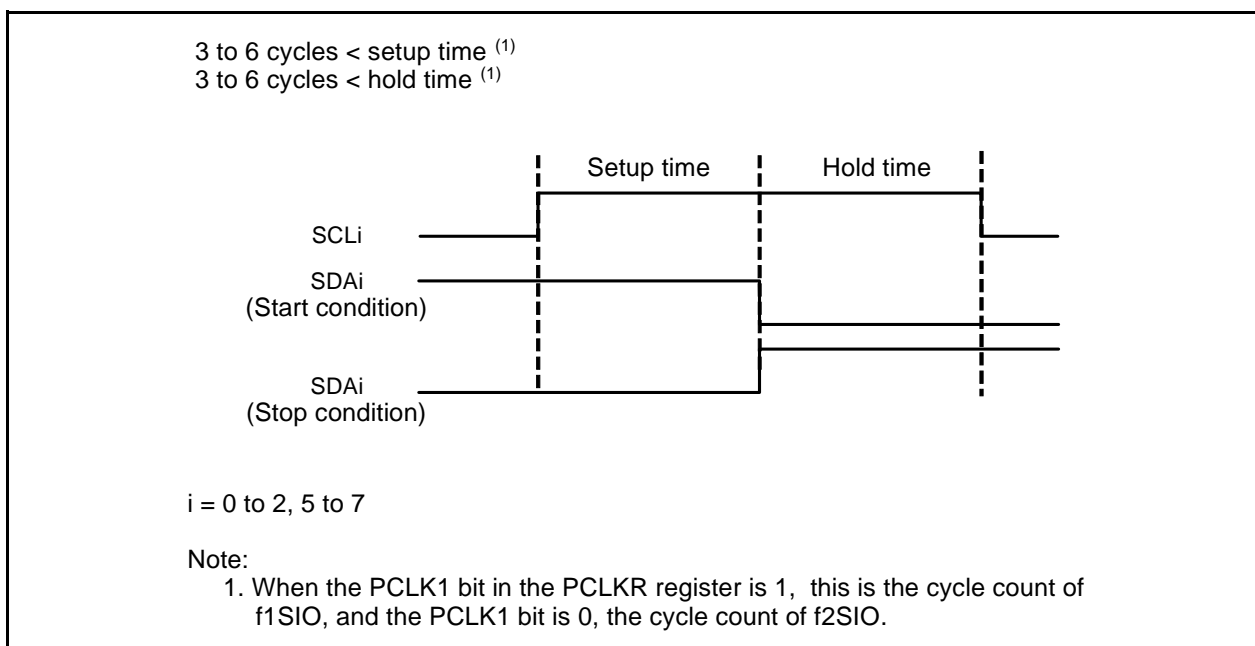 3 to 6 cycles < setup time (1)
3 to 6 cycles < hold time (1)
Setup time
Hold time
SCLi
SDAi
(Start condition)
SDAi
(Stop condition)
i = 0 to 2, 5 to 7
Note:
1. When the PCLK1 bit in the PCLKR register is 1, this is the cycle count of
f1SIO, and the PCLK1 bit is 0, the cycle count of f2SIO.